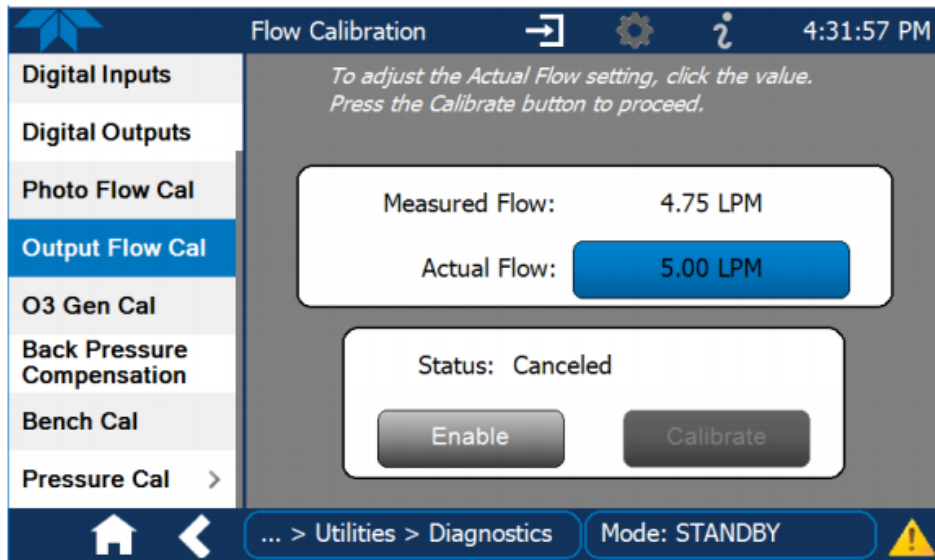 Flow Calibration
4:31:57 PM
Digital Inputs
Digital Outputs
Photo Flow Cal
Output Flow Cal
O3 Gen Cal
Back Pressure
Compensation
Bench Cal
Pressure Cal >
To adjust the Actual Flow setting, click the value.
Press the Calibrate button to proceed.
Measured Flow: 4.75 LPM
Actual Flow: 5.00 LPM
Status: Canceled
Enable
Calibrate
... > Utilities > Diagnostics
Mode: STANDBY